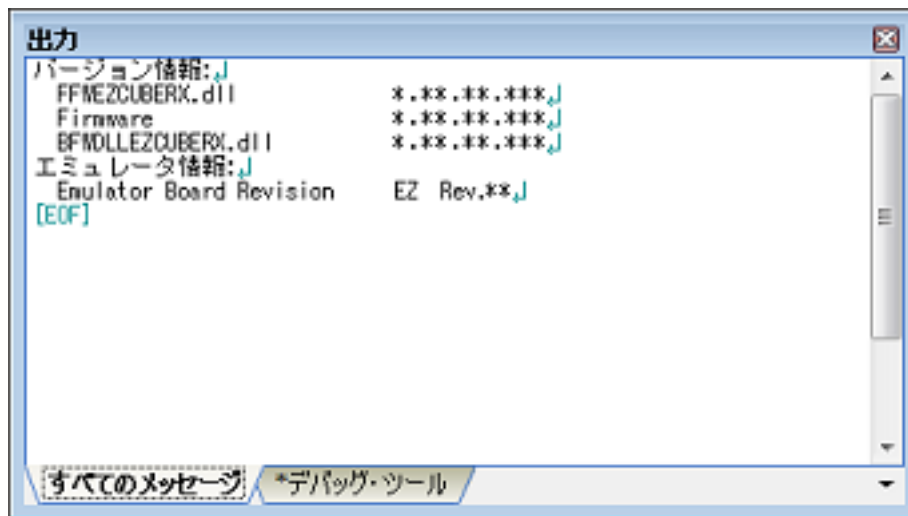 出力
バージョン情報:↲
FFWEZCUBERX.dll *.**.**.***↲
Firmware *.**.**.***↲
BFWDLLEZCUBERX.dll *.**.**.***↲
エミュレータ情報:↲
Emulator Board Revision EZ Rev.**↲
[EOF]
すべてのメッセージ *デバッグ・ツール